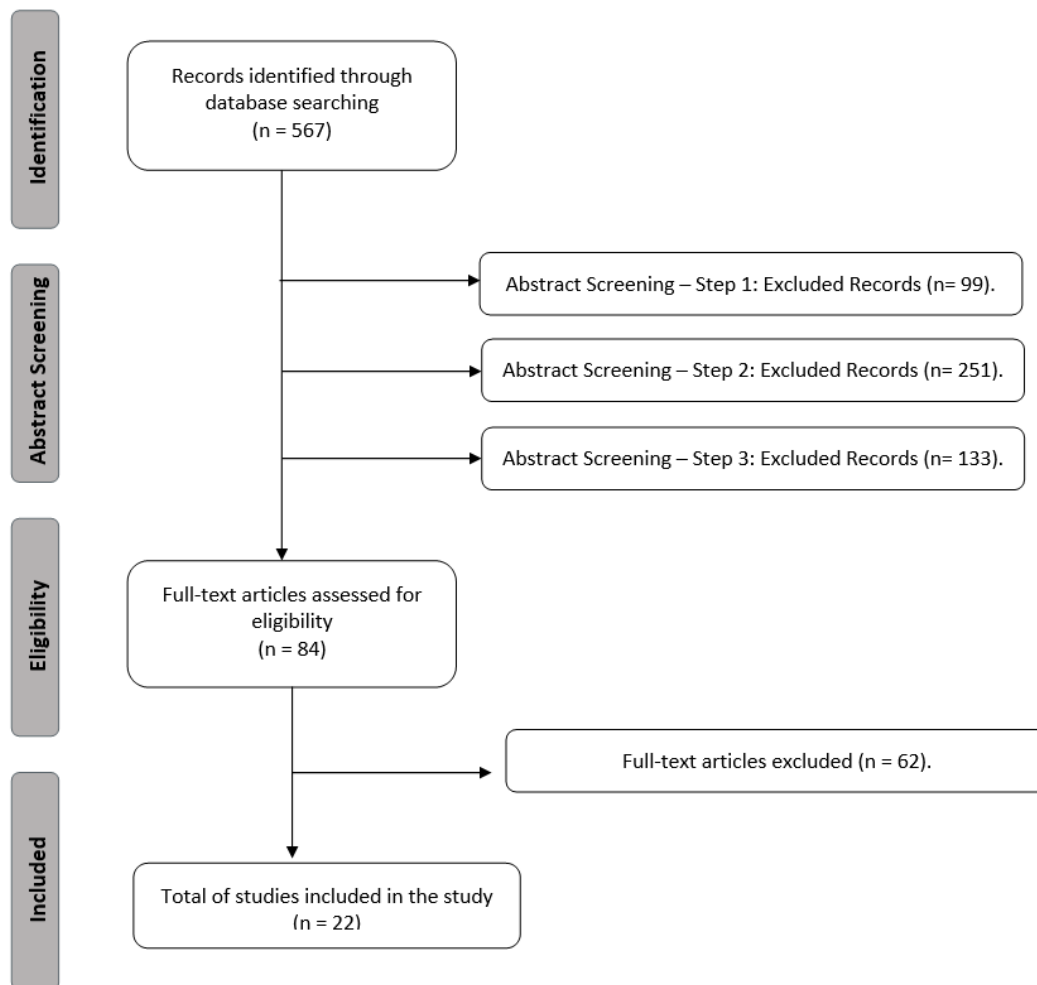 Identification
Records identified through
database searching
(n = 567)
Abstract Screening
Abstract Screening – Step 1: Excluded Records (n= 99).
Abstract Screening – Step 2: Excluded Records (n= 251).
Abstract Screening – Step 3: Excluded Records (n= 133).
Eligibility
Full-text articles assessed for
eligibility
(n = 84)
Full-text articles excluded (n = 62).
Included
Total of studies included in the study
(n = 22)